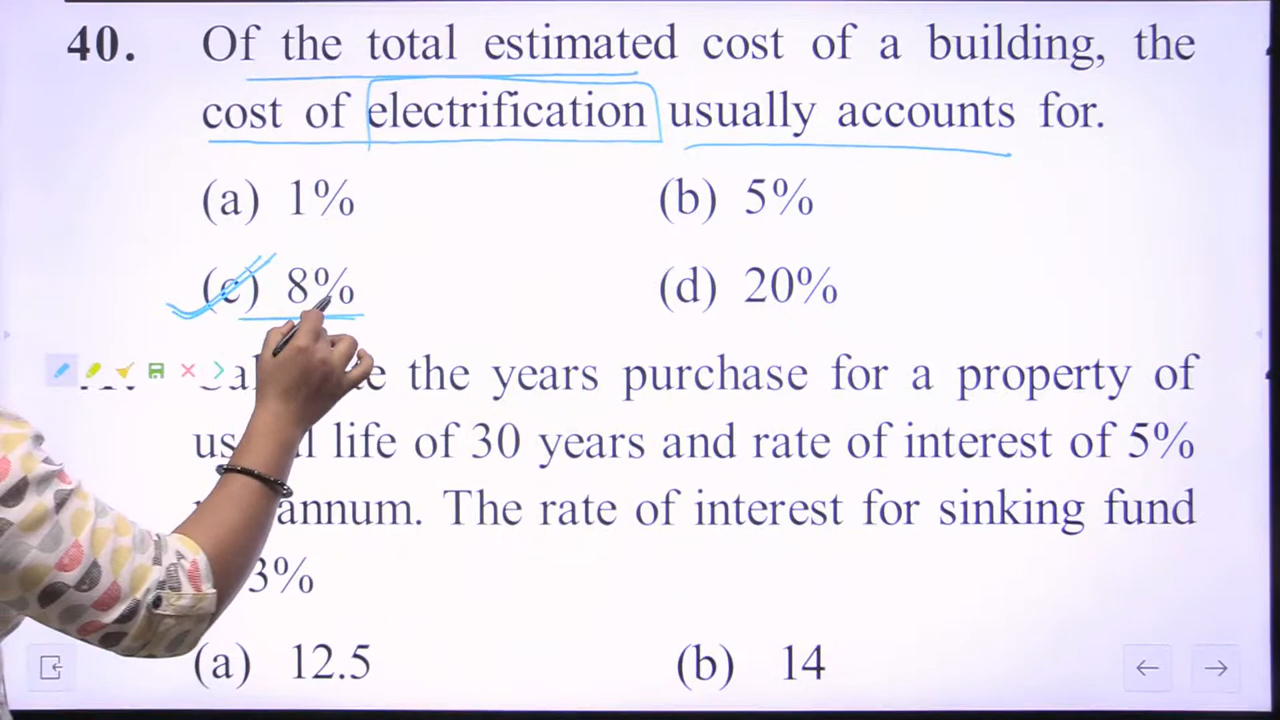 40. Of the total estimated cost of a building, the
cost of electrification usually accounts for.
(a) 1% (b) 5%
(c) 8% (d) 20%
the years purchase for a property of
life of 30 years and rate of interest of 5%
annum. The rate of interest for sinking fund
3%
(a) 12.5 (b) 14